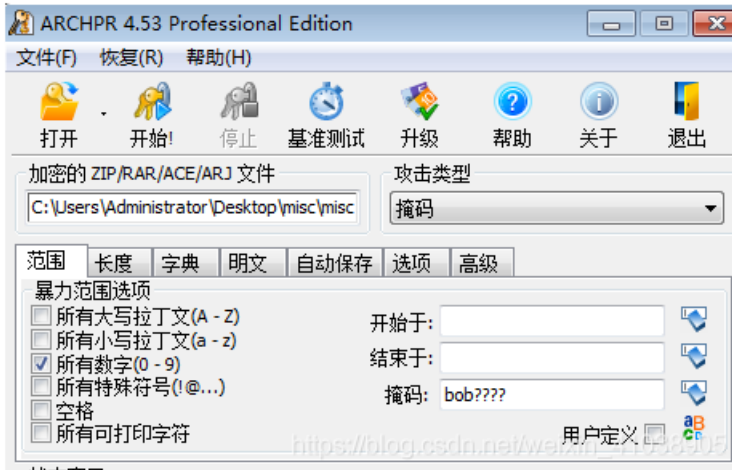 ARCHPR 4.53 Professional Edition
文件(F) 恢复(R) 帮助(H)
打开 开始! 停止 基准测试 升级 帮助 关于 退出
加密的 ZIP/RAR/ACE/ARJ 文件 攻击类型
C:\Users\Administrator\Desktop\misc\misc 掩码
范围 长度 字典 明文 自动保存 选项 高级
暴力范围选项
所有大写拉丁文(A - Z) 开始于:
所有小写拉丁文(a - z)
所有数字(0 - 9) 结束于:
所有特殊符号(!@...) 掩码: bob????
空格
所有可打印字符 用户定义
https://blog.csdn.net/weixin_41038905